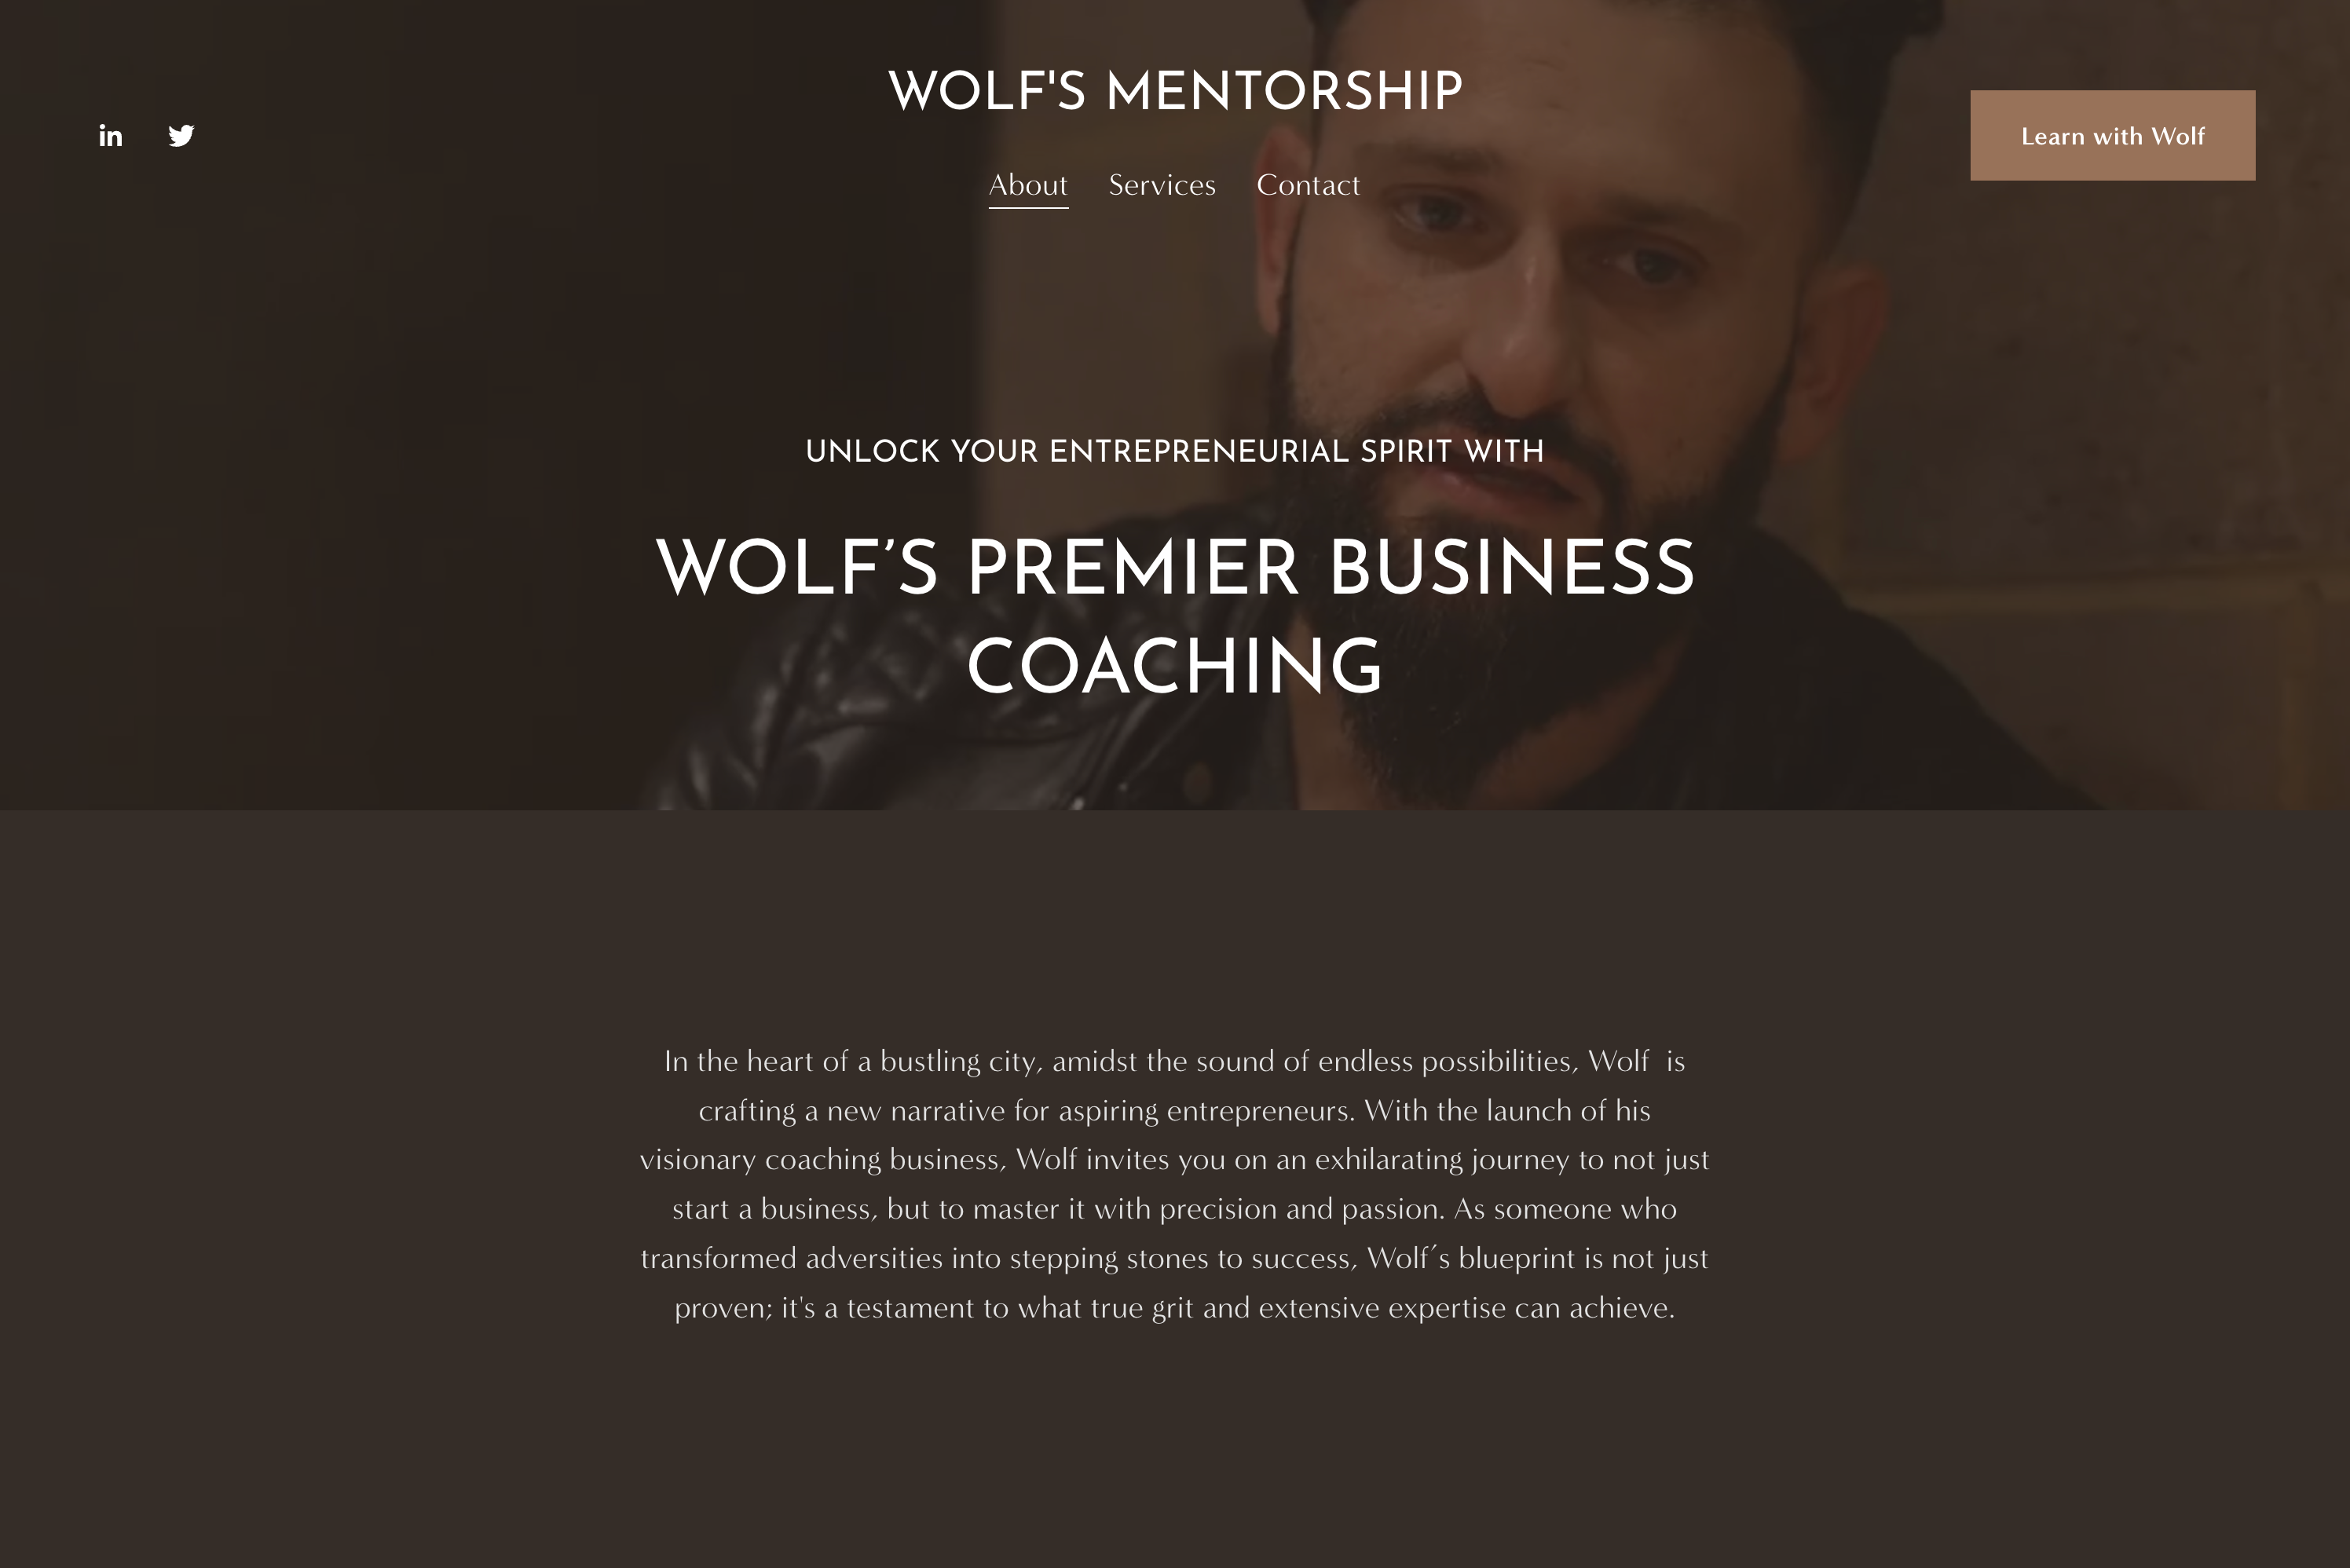 WOLF'S MENTORSHIP
in
About Services Contact
Learn with Wolf
UNLOCK YOUR ENTREPRENEURIAL SPIRIT WITH
WOLF’S PREMIER BUSINESS
COACHING
In the heart of a bustling city, amidst the sound of endless possibilities, Wolf  is
crafting a new narrative for aspiring entrepreneurs. With the launch of his
visionary coaching business, Wolf invites you on an exhilarating journey to not just
start a business, but to master it with precision and passion. As someone who
transformed adversities into stepping stones to success, Wolf´s blueprint is not just
proven; it's a testament to what true grit and extensive expertise can achieve.